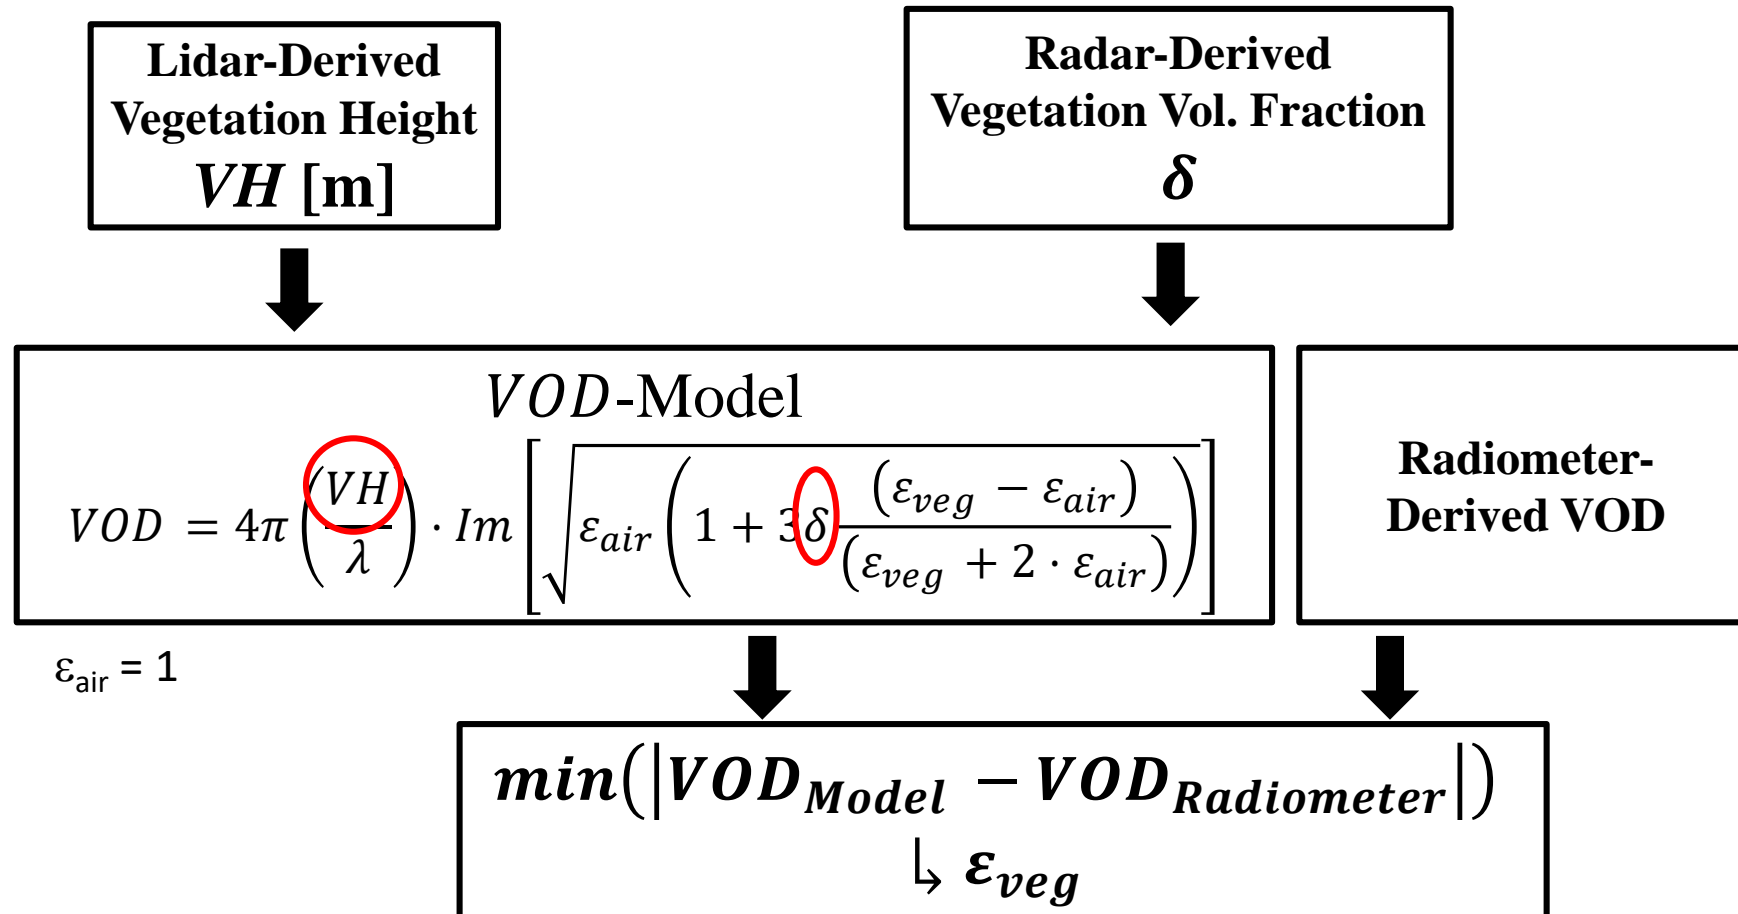 Lidar-Derived
Vegetation Height
VH [m]
Radar-Derived
Vegetation Vol. Fraction
δ
VOD-Model
VOD = 4π (VH/λ) · Im [√(ε_air (1 + 3δ (ε_veg − ε_air)/(ε_veg + 2 · ε_air)))]
Radiometer-
Derived VOD
ε_air = 1
min(|VOD_Model − VOD_Radiometer|)
↳ ε_veg